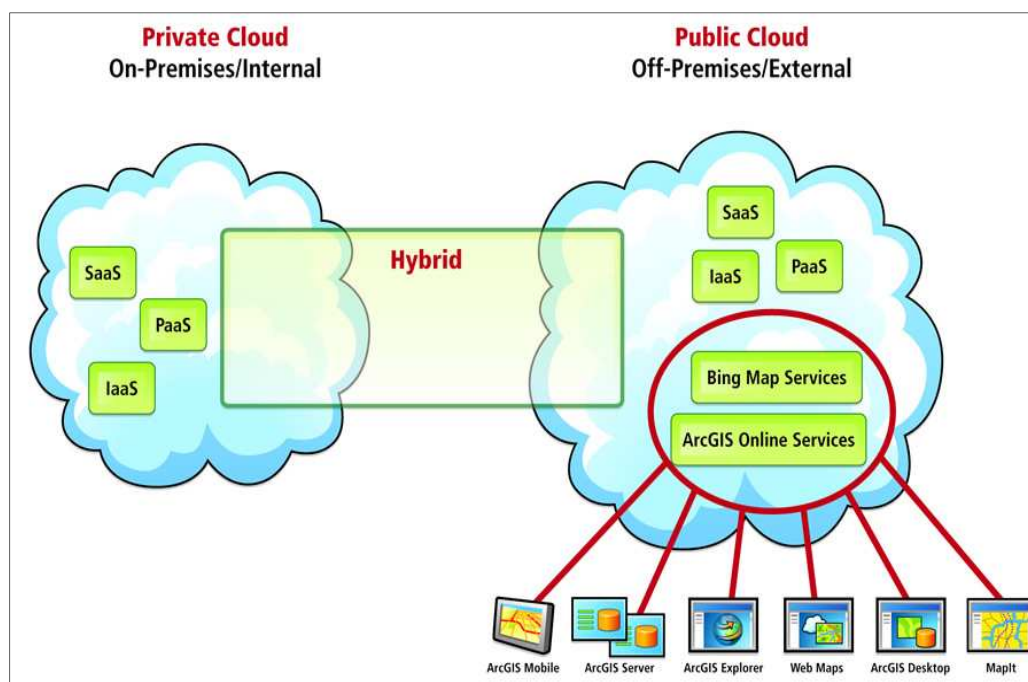 Private Cloud
On-Premises/Internal
Public Cloud
Off-Premises/External
SaaS
PaaS
IaaS
Hybrid
SaaS
IaaS
PaaS
Bing Map Services
ArcGIS Online Services
ArcGIS Mobile
ArcGIS Server
ArcGIS Explorer
Web Maps
ArcGIS Desktop
MapIt